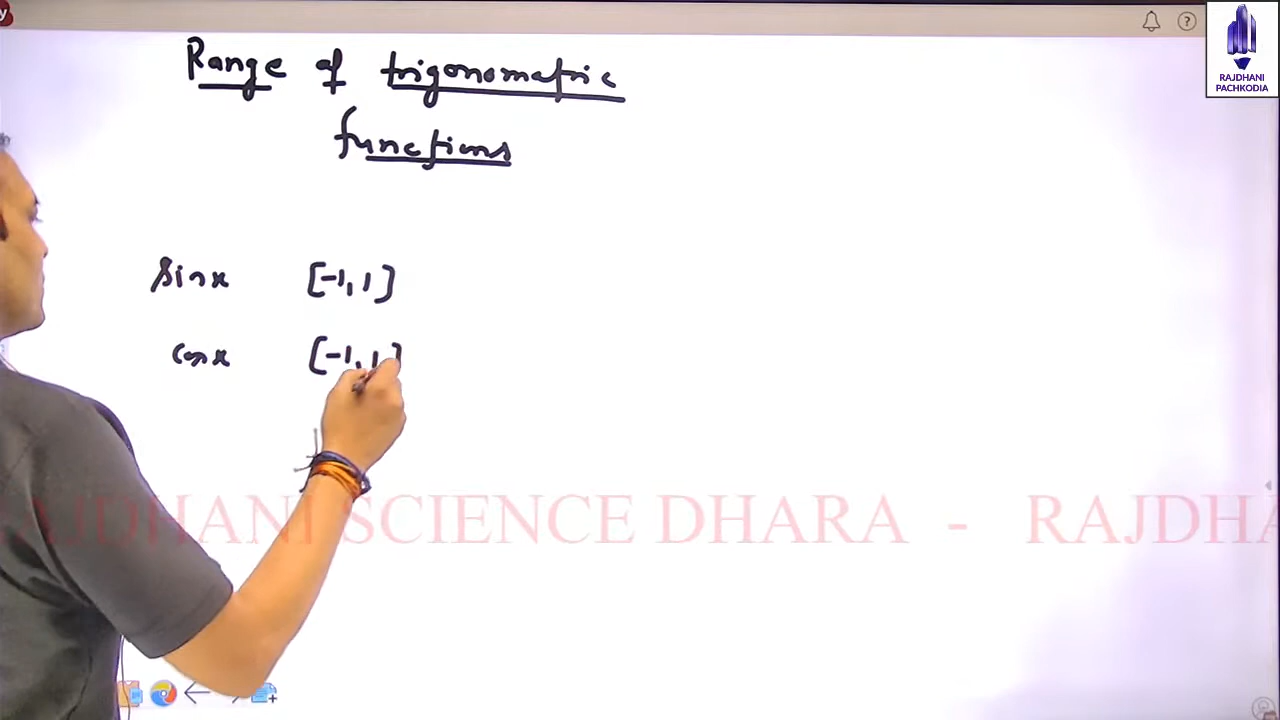 RAJDHANI
PACHKODIA
Range of trigonometric
functions
sinx [-1, 1]
cosx [-1, 1]
RAJDHANI SCIENCE DHARA - RAJDHA